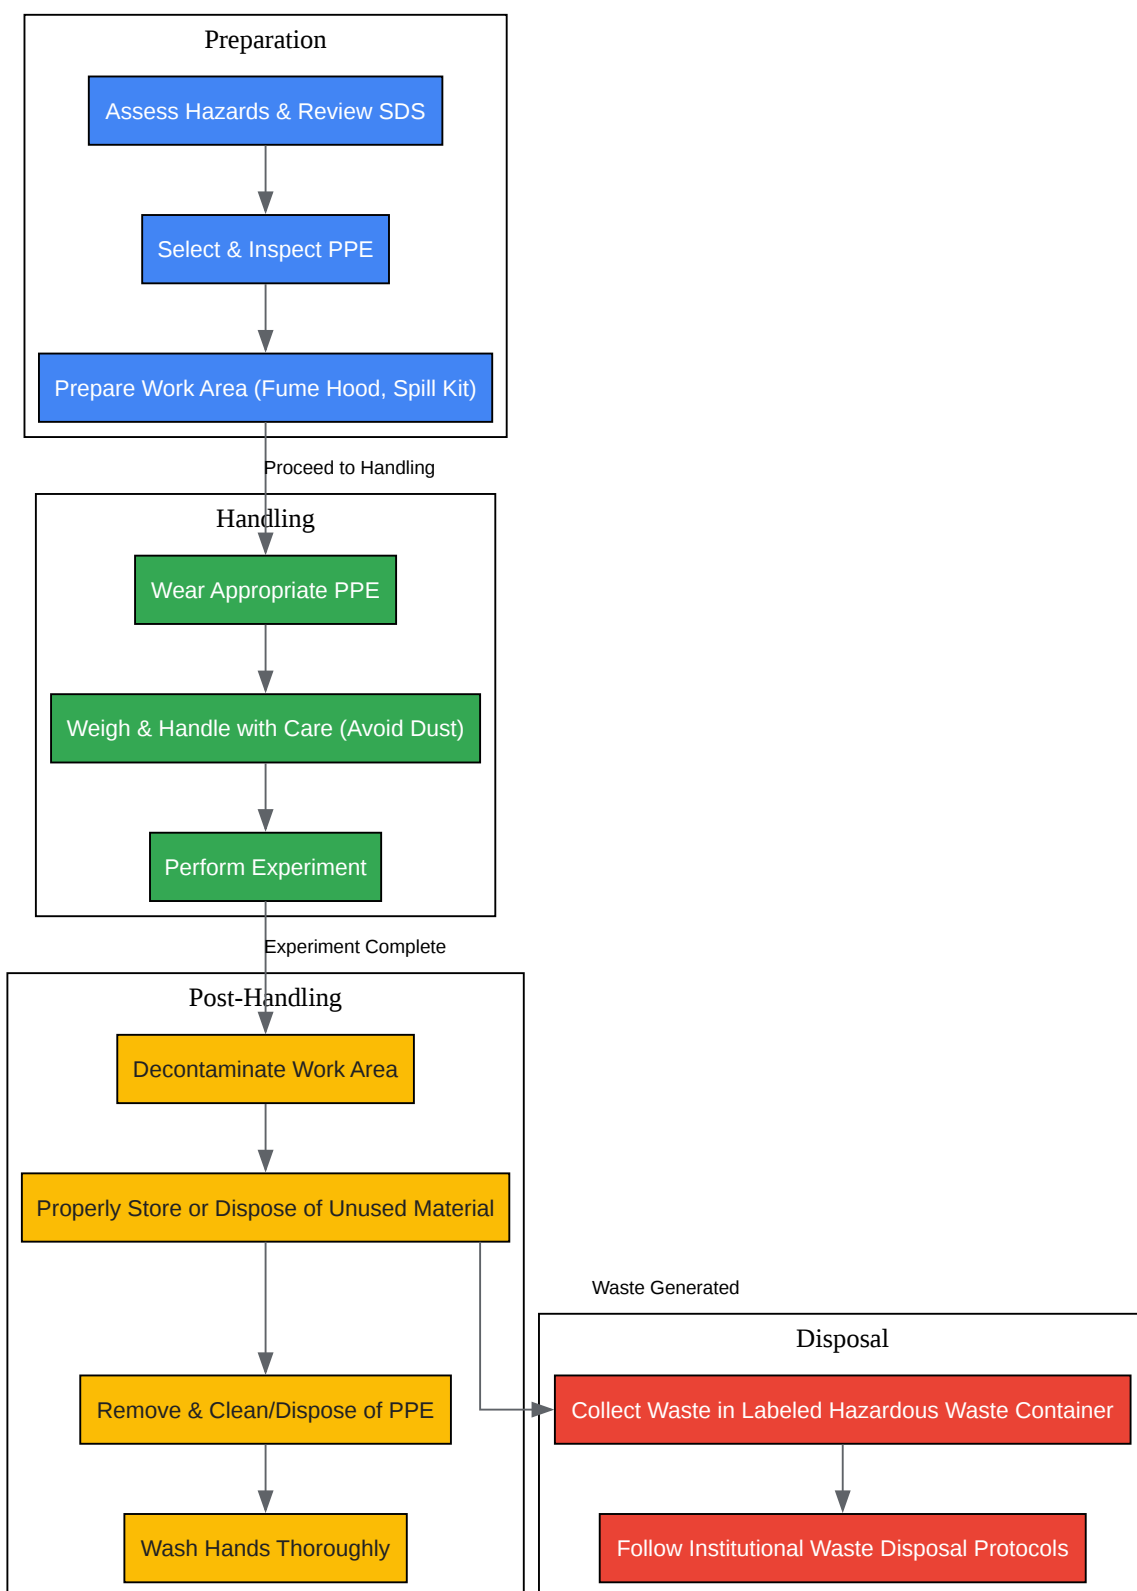 Preparation
Assess Hazards & Review SDS
Select & Inspect PPE
Prepare Work Area (Fume Hood, Spill Kit)
Proceed to Handling
Handling
Wear Appropriate PPE
Weigh & Handle with Care (Avoid Dust)
Perform Experiment
Experiment Complete
Post-Handling
Decontaminate Work Area
Properly Store or Dispose of Unused Material
Remove & Clean/Dispose of PPE
Wash Hands Thoroughly
Waste Generated
Disposal
Collect Waste in Labeled Hazardous Waste Container
Follow Institutional Waste Disposal Protocols